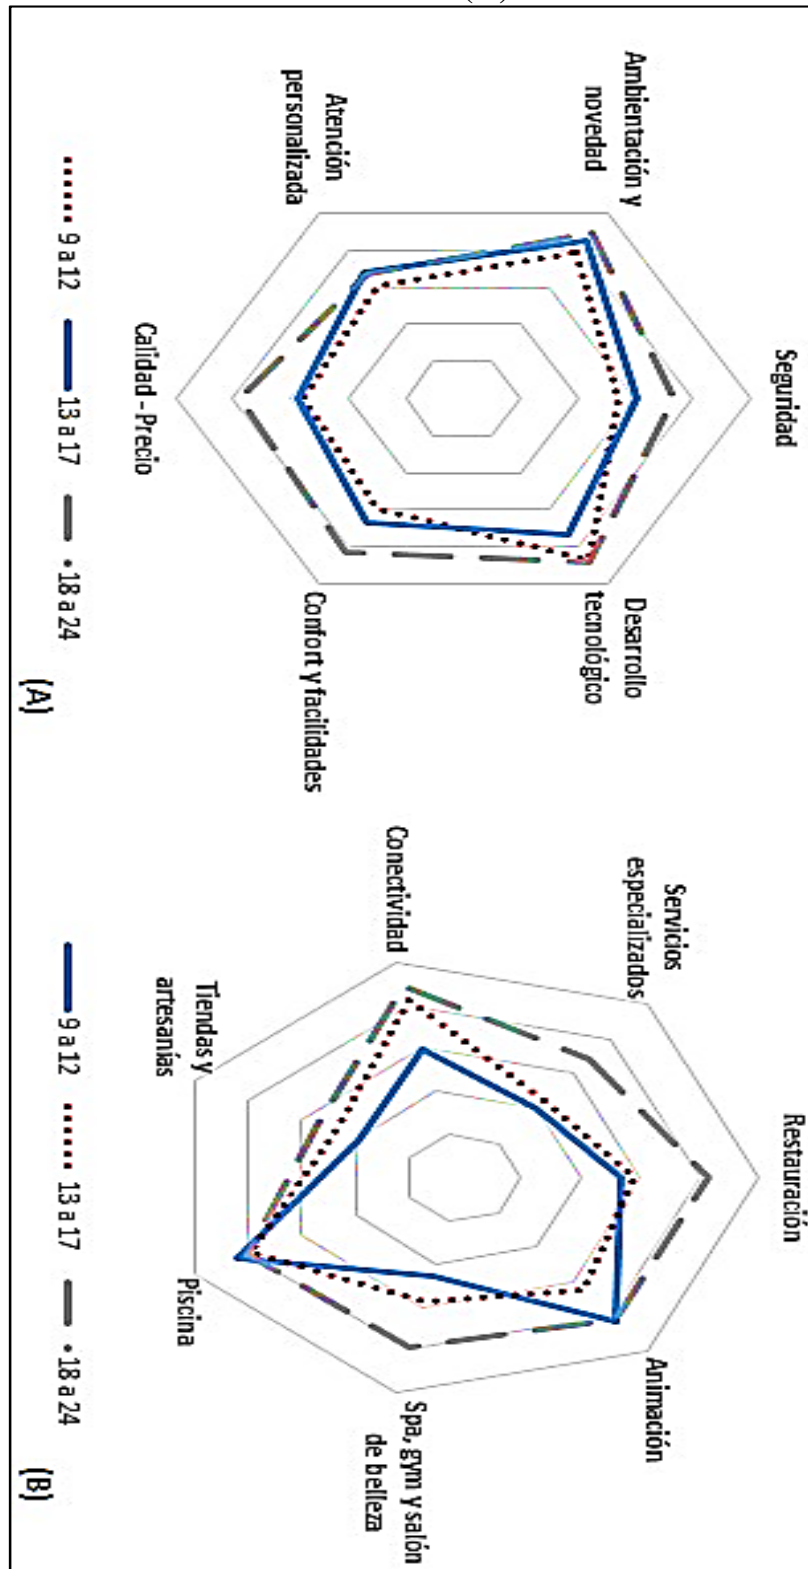 Seguridad
Ambientación y
novedad
Desarrollo
tecnológico
Atención
personalizada
Confort y facilidades
Calidad - Precio
9 a 12
13 a 17
18 a 24
(A)
Restauración
Servicios
especializados
Animación
Conectividad
Spa, gym y salón
de belleza
Tiendas y
artesanías
Piscina
9 a 12
13 a 17
18 a 24
(B)